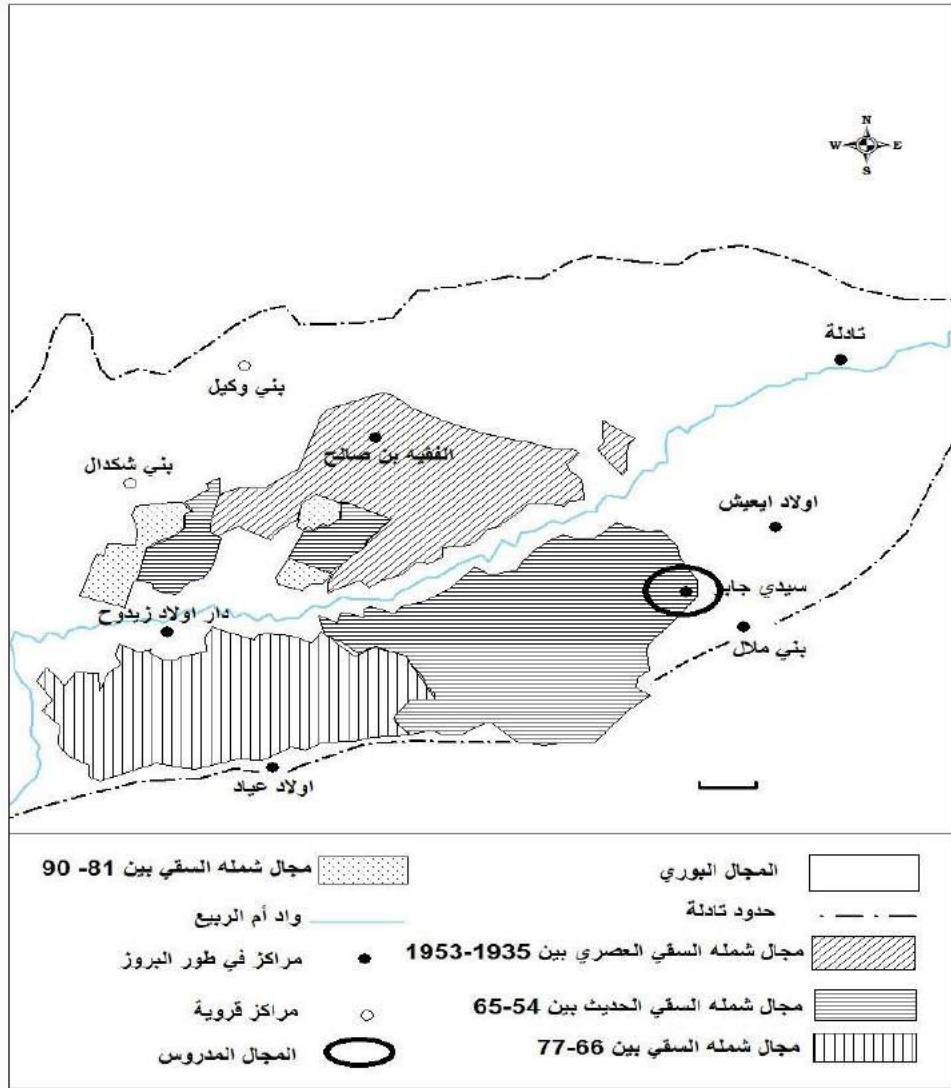 N
W E
S
تادلة
بني وكيل
الفقيه بن صالح
بني شكدال
اولاد ايعيش
سيدي جابر
دار اولاد زيدوح
بني ملال
اولاد عياد
المجال البوري
حدود تادلة
مجال شمله السقي العصري بين 1935-1953
مجال شمله السقي الحديث بين 54-65
مجال شمله السقي بين 66-77
مجال شمله السقي بين 81- 90
واد أم الربيع
مراكز في طور البروز
مراكز قروية
المجال المدروس